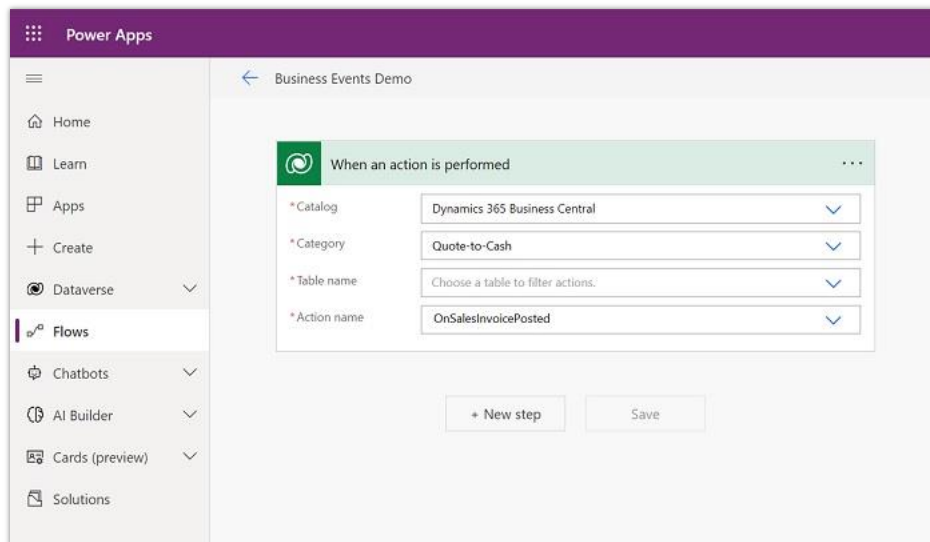 Power Apps
Business Events Demo
Home
Learn
Apps
Create
Dataverse
Flows
Chatbots
AI Builder
Cards (preview)
Solutions
When an action is performed
* Catalog
Dynamics 365 Business Central
* Category
Quote-to-Cash
* Table name
Choose a table to filter actions.
* Action name
OnSalesInvoicePosted
+ New step
Save